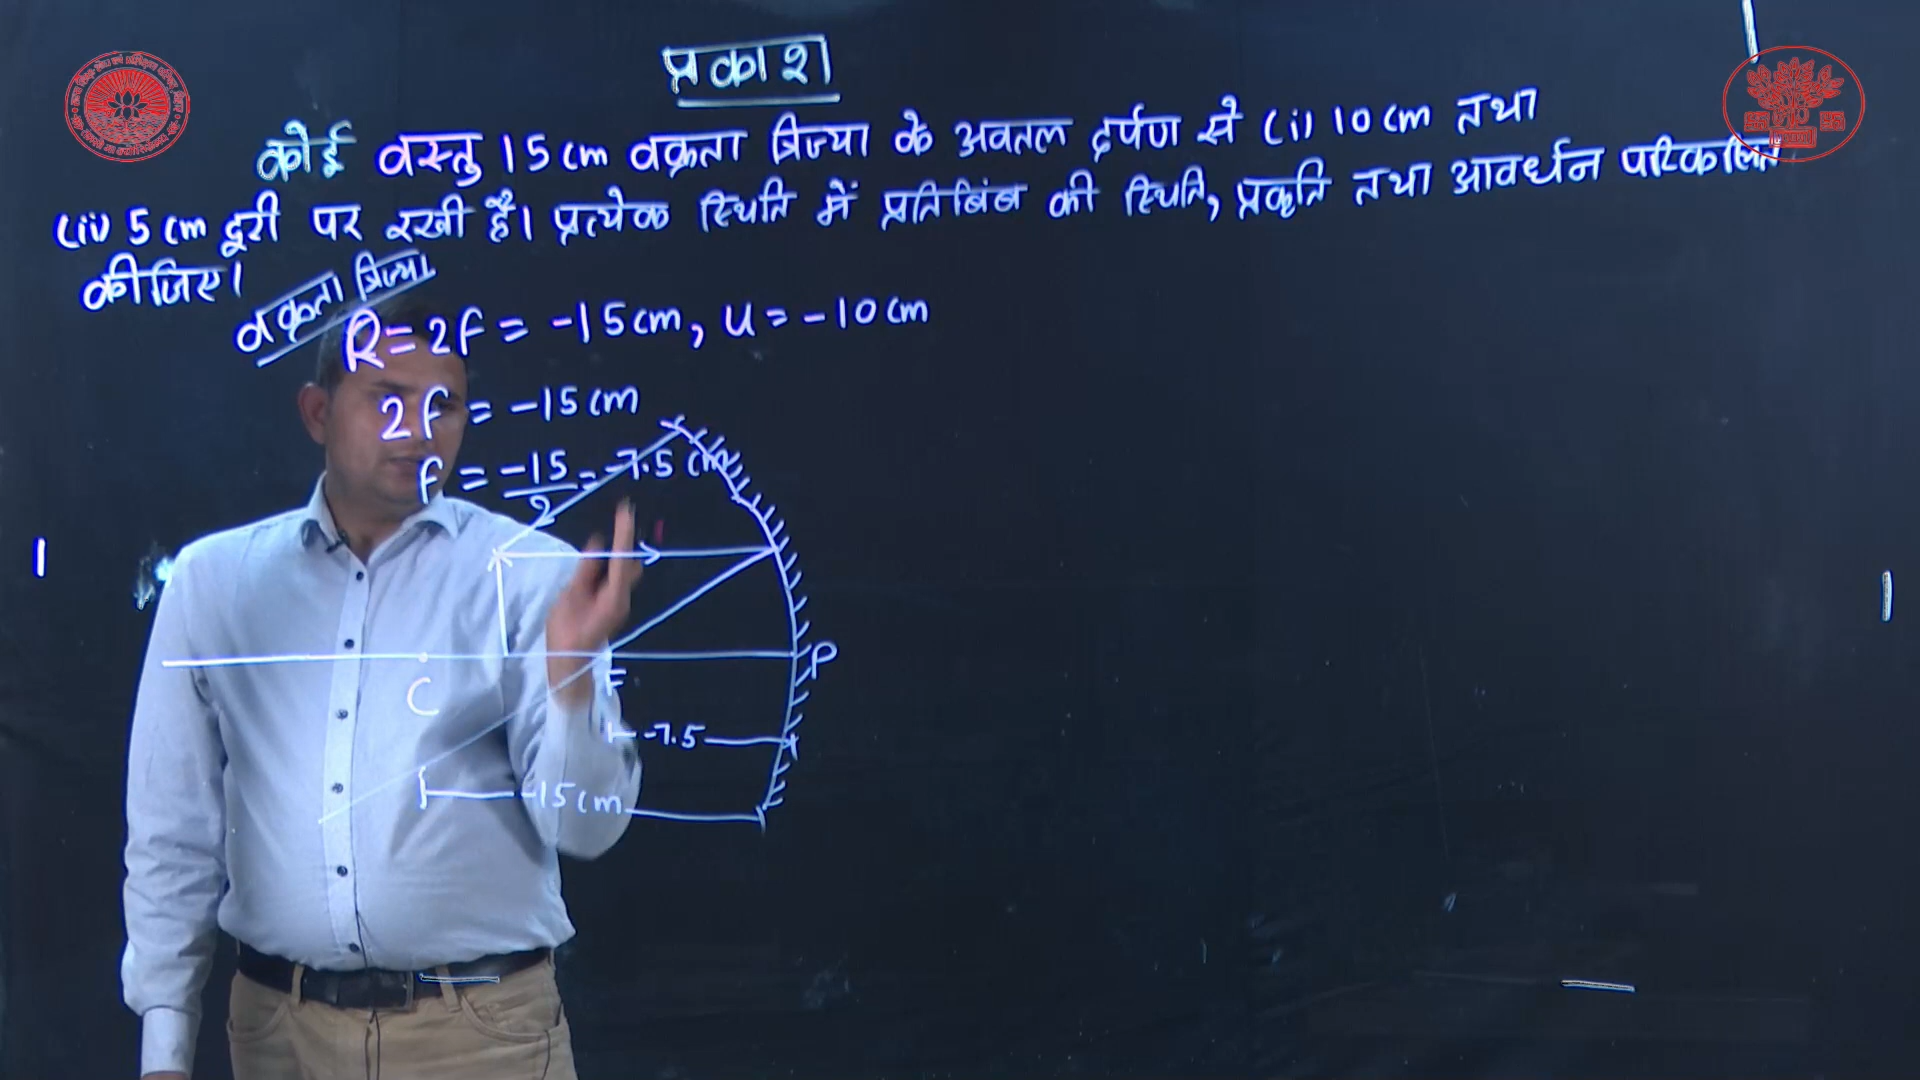 प्रकाश
कोई वस्तु 15 cm वक्रता त्रिज्या के अवतल दर्पण से (i) 10 cm तथा
(ii) 5 cm दूरी पर रखी है। प्रत्येक स्थिति में प्रतिबिंब की स्थिति, प्रकृति तथा आवर्धन परिकलित
कीजिए।
वक्रता त्रिज्या
R = 2f = -15 cm, u = -10 cm
2f = -15 cm
f = -15/2 = -7.5 cm
P
F
C
-7.5
-15 cm